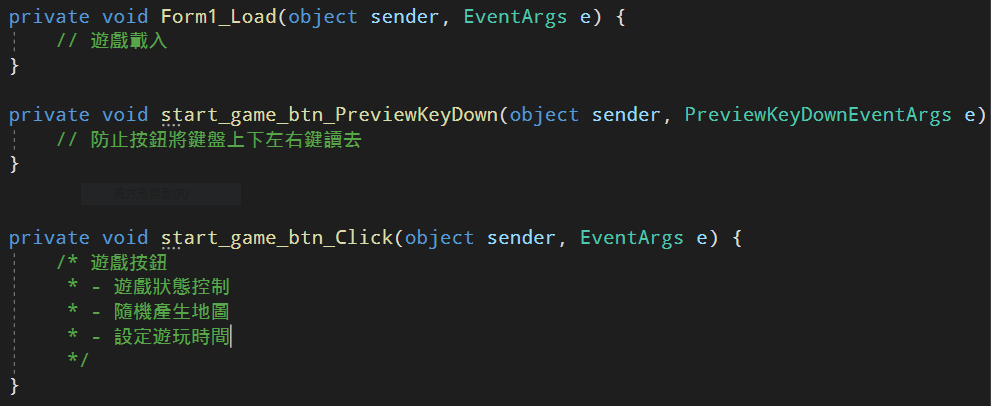 private void Form1_Load(object sender, EventArgs e) {
// 遊戲載入
}
private void start_game_btn_PreviewKeyDown(object sender, PreviewKeyDownEventArgs e)
// 防止按鈕將鍵盤上下左右鍵讀去
}
private void start_game_btn_Click(object sender, EventArgs e) {
/* 遊戲按鈕
* - 遊戲狀態控制
* - 隨機產生地圖
* - 設定遊玩時間
*/
}